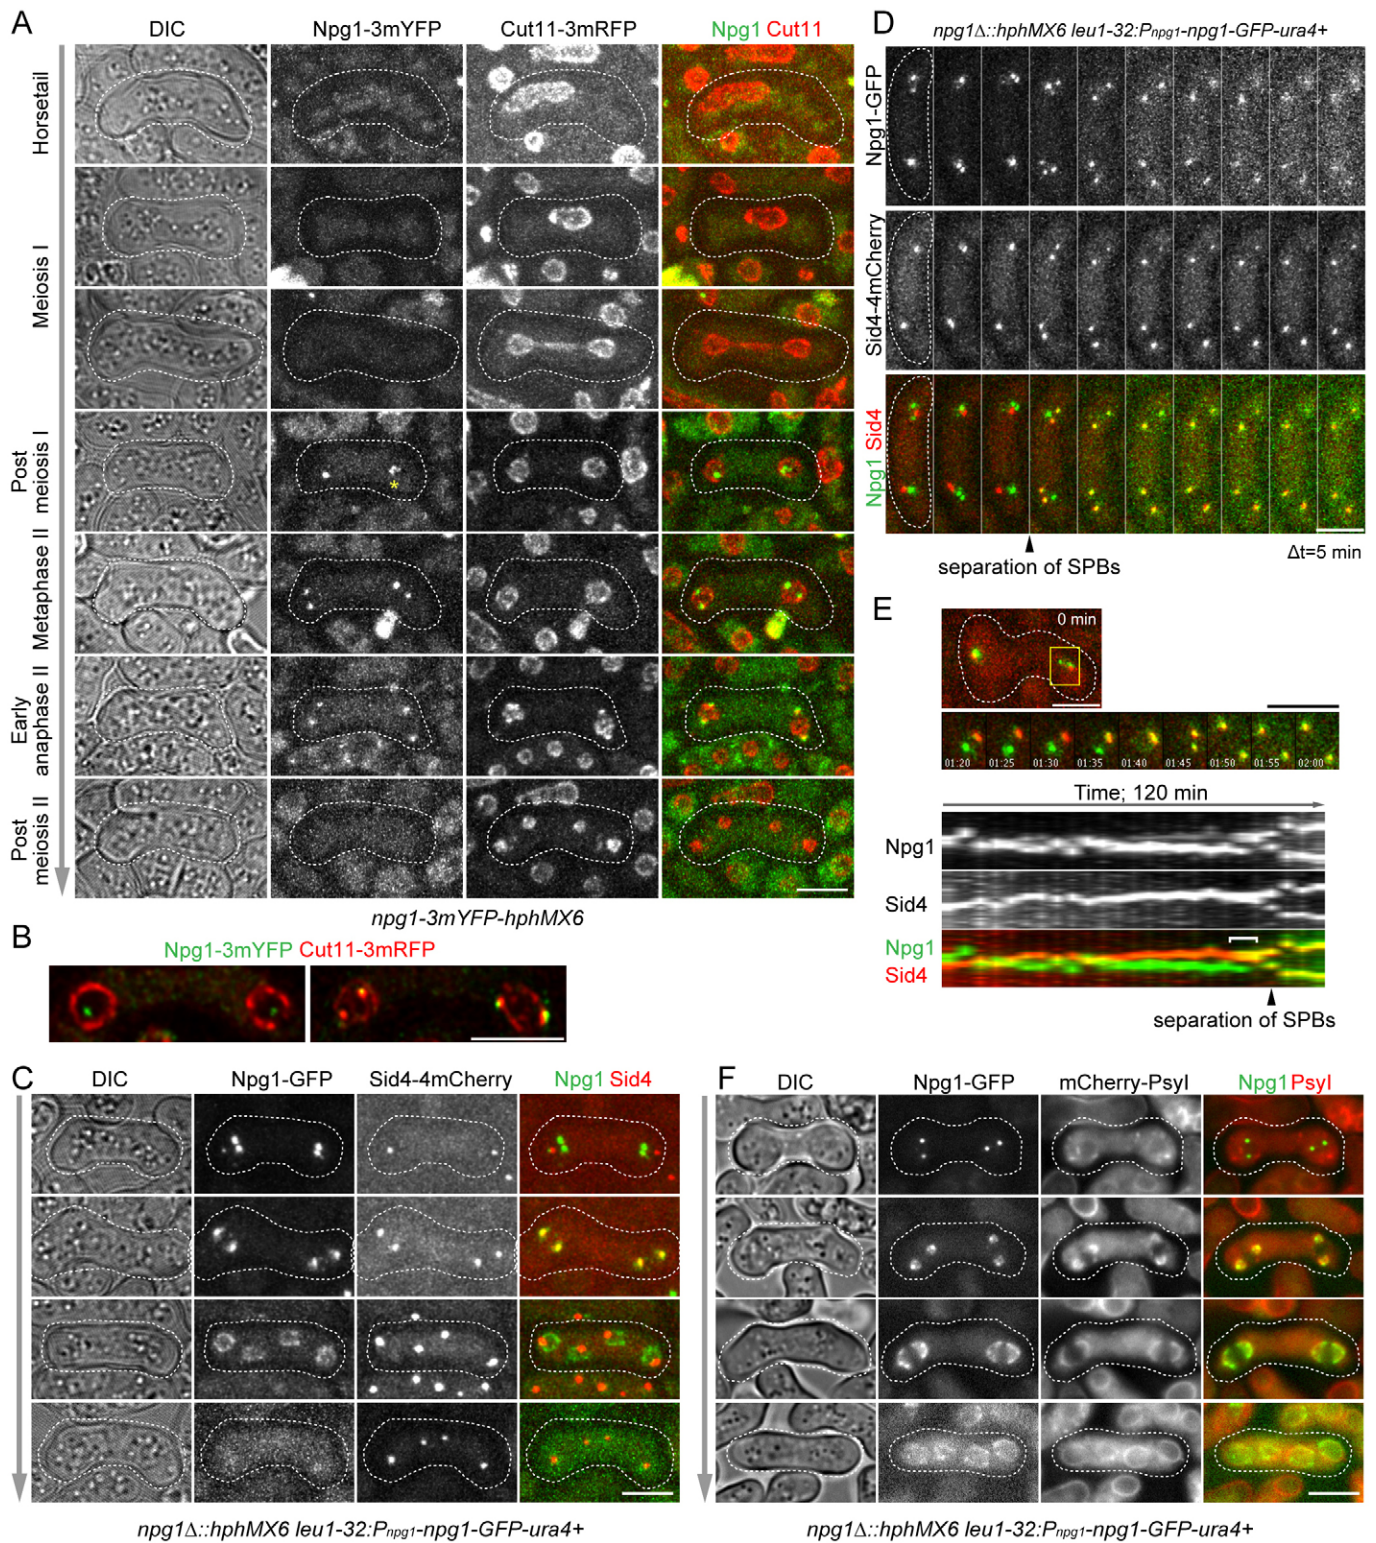 A
DIC
Npg1-3mYFP
Cut11-3mRFP
Npg1 Cut11
Horsetail
Meiosis I
Post
meiosis I
*
Metaphase II
Early
anaphase II
Post
meiosis II
npg1-3mYFP-hphMX6
B
Npg1-3mYFP Cut11-3mRFP
C
DIC
Npg1-GFP
Sid4-4mCherry
Npg1 Sid4
npg1Δ::hphMX6 leu1-32:Pnpg1-npg1-GFP-ura4+
D
npg1Δ::hphMX6 leu1-32:Pnpg1-npg1-GFP-ura4+
Npg1-GFP
Sid4-4mCherry
Npg1 Sid4
Δt=5 min
separation of SPBs
E
0 min
01:20 01:25 01:30 01:35 01:40 01:45 01:50 01:55 02:00
Time; 120 min
Npg1
Sid4
Npg1
Sid4
separation of SPBs
F
DIC
Npg1-GFP
mCherry-PsyI
Npg1 PsyI
npg1Δ::hphMX6 leu1-32:Pnpg1-npg1-GFP-ura4+